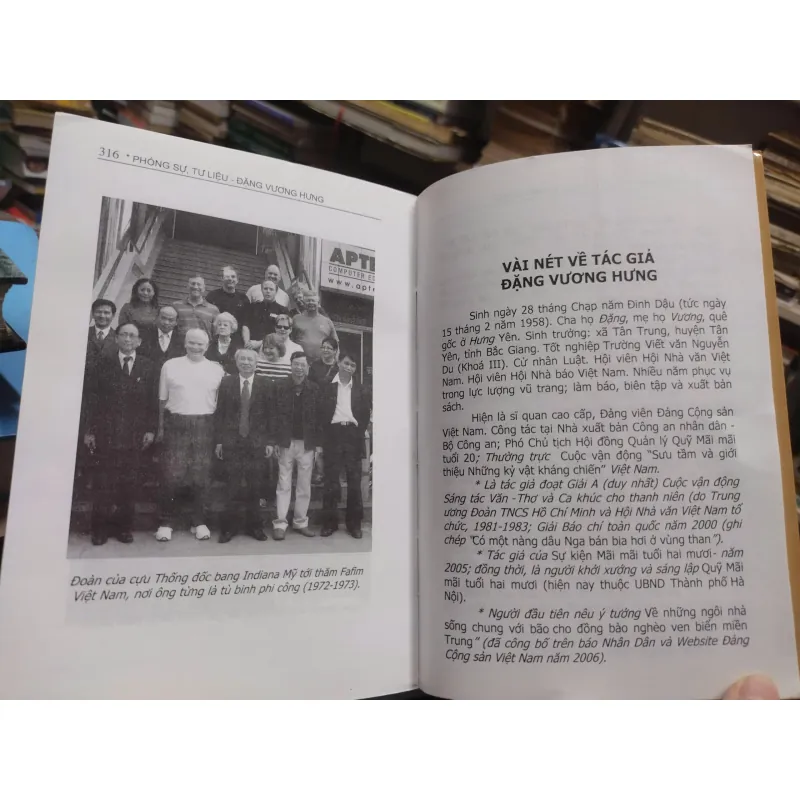 316 * PHÓNG SỰ, TƯ LIỆU - ĐẶNG VƯƠNG HƯNG
APTE
COMPUTER
www.apte
Đoàn của cựu Thống đốc bang Indiana Mỹ tới thăm Fafim
Việt Nam, nơi ông từng là tù binh phi công (1972-1973).
VÀI NÉT VỀ TÁC GIẢ
ĐẶNG VƯƠNG HƯNG
Sinh ngày 28 tháng Chạp năm Đinh Dậu (tức ngày
15 tháng 2 năm 1958). Cha họ Đặng, mẹ họ Vương, quê
gốc ở Hưng Yên. Sinh trưởng: xã Tân Trung, huyện Tân
Yên, tỉnh Bắc Giang. Tốt nghiệp Trường Viết văn Nguyễn
Du (Khoá III). Cử nhân Luật. Hội viên Hội Nhà văn Việt
Nam. Hội viên Hội Nhà báo Việt Nam. Nhiều năm phục vụ
trong lực lượng vũ trang; làm báo, biên tập và xuất bản
sách.
Hiện là sĩ quan cao cấp, Đảng viên Đảng Cộng sản
Việt Nam. Công tác tại Nhà xuất bản Công an nhân dân -
Bộ Công an; Phó Chủ tịch Hội đồng Quản lý Quỹ Mãi mãi
tuổi 20; Thường trực Cuộc vận động “Sưu tầm và giới
thiệu Những kỷ vật kháng chiến” Việt Nam.
* Là tác giả đoạt Giải A (duy nhất) Cuộc vận động
Sáng tác Văn -Thơ và Ca khúc cho thanh niên (do Trung
ương Đoàn TNCS Hồ Chí Minh và Hội Nhà văn Việt Nam tổ
chức, 1981-1983; Giải Báo chí toàn quốc năm 2000 (ghi
chép “Có một nàng dâu Nga bán bia hơi ở vùng than”).
* Tác giả của Sự kiện Mãi mãi tuổi hai mươi- năm
2005; đồng thời, là người khởi xướng và sáng lập Quỹ Mãi
mãi tuổi hai mươi (hiện nay thuộc UBND Thành phố Hà
Nội).
* Người đầu tiên nêu ý tưởng Về những ngôi nhà
sống chung với bão cho đồng bào nghèo ven biển miền
Trung” (đã công bố trên báo Nhân Dân và Website Đảng
Cộng sản Việt Nam năm 2006).